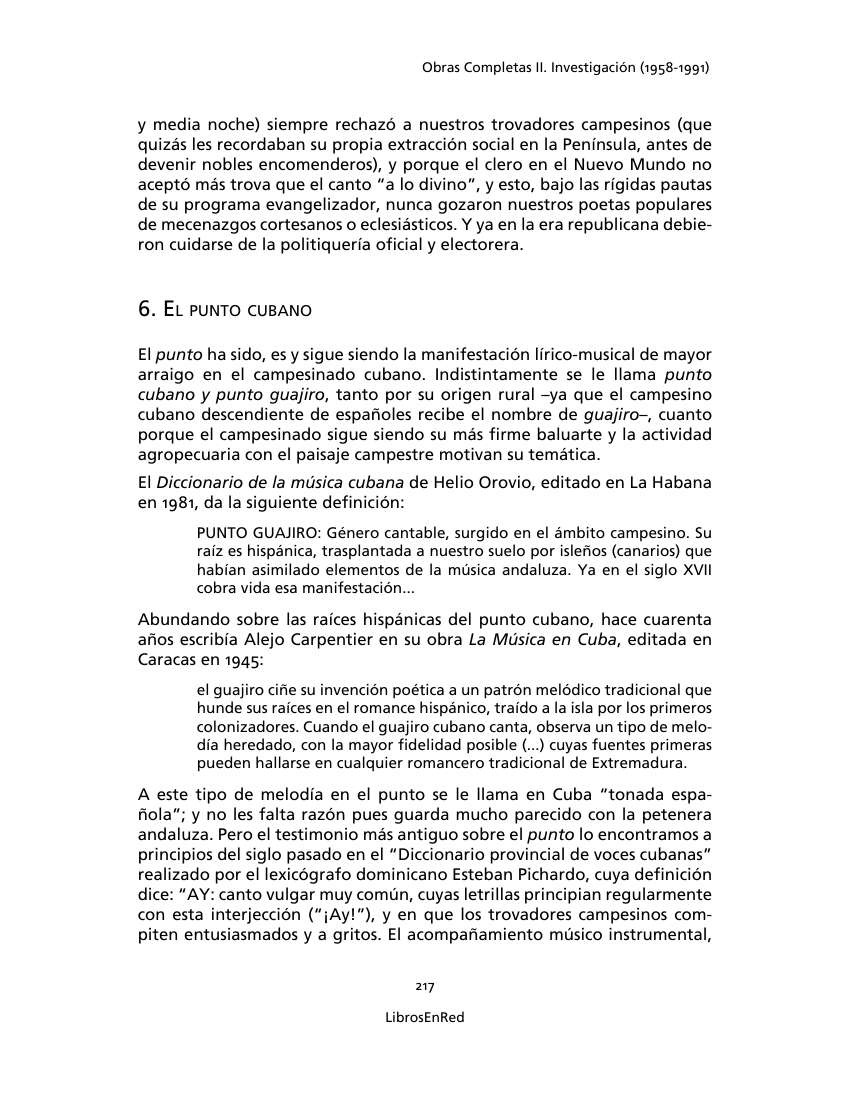 Obras Completas II. Investigación (1958-1991)
y media noche) siempre rechazó a nuestros trovadores campesinos (que
quizás les recordaban su propia extracción social en la Península, antes de
devenir nobles encomenderos), y porque el clero en el Nuevo Mundo no
aceptó más trova que el canto “a lo divino”, y esto, bajo las rígidas pautas
de su programa evangelizador, nunca gozaron nuestros poetas populares
de mecenazgos cortesanos o eclesiásticos. Y ya en la era republicana debie-
ron cuidarse de la politiquería oficial y electorera.
6. El punto cubano
El punto ha sido, es y sigue siendo la manifestación lírico-musical de mayor
arraigo en el campesinado cubano. Indistintamente se le llama punto
cubano y punto guajiro, tanto por su origen rural –ya que el campesino
cubano descendiente de españoles recibe el nombre de guajiro–, cuanto
porque el campesinado sigue siendo su más firme baluarte y la actividad
agropecuaria con el paisaje campestre motivan su temática.
El Diccionario de la música cubana de Helio Orovio, editado en La Habana
en 1981, da la siguiente definición:
PUNTO GUAJIRO: Género cantable, surgido en el ámbito campesino. Su
raíz es hispánica, trasplantada a nuestro suelo por isleños (canarios) que
habían asimilado elementos de la música andaluza. Ya en el siglo XVII
cobra vida esa manifestación...
Abundando sobre las raíces hispánicas del punto cubano, hace cuarenta
años escribía Alejo Carpentier en su obra La Música en Cuba, editada en
Caracas en 1945:
el guajiro ciñe su invención poética a un patrón melódico tradicional que
hunde sus raíces en el romance hispánico, traído a la isla por los primeros
colonizadores. Cuando el guajiro cubano canta, observa un tipo de melo-
día heredado, con la mayor fidelidad posible (...) cuyas fuentes primeras
pueden hallarse en cualquier romancero tradicional de Extremadura.
A este tipo de melodía en el punto se le llama en Cuba “tonada espa-
ñola”; y no les falta razón pues guarda mucho parecido con la petenera
andaluza. Pero el testimonio más antiguo sobre el punto lo encontramos a
principios del siglo pasado en el “Diccionario provincial de voces cubanas”
realizado por el lexicógrafo dominicano Esteban Pichardo, cuya definición
dice: “AY: canto vulgar muy común, cuyas letrillas principian regularmente
con esta interjección (“¡Ay!”), y en que los trovadores campesinos com-
piten entusiasmados y a gritos. El acompañamiento músico instrumental,
217
LibrosEnRed